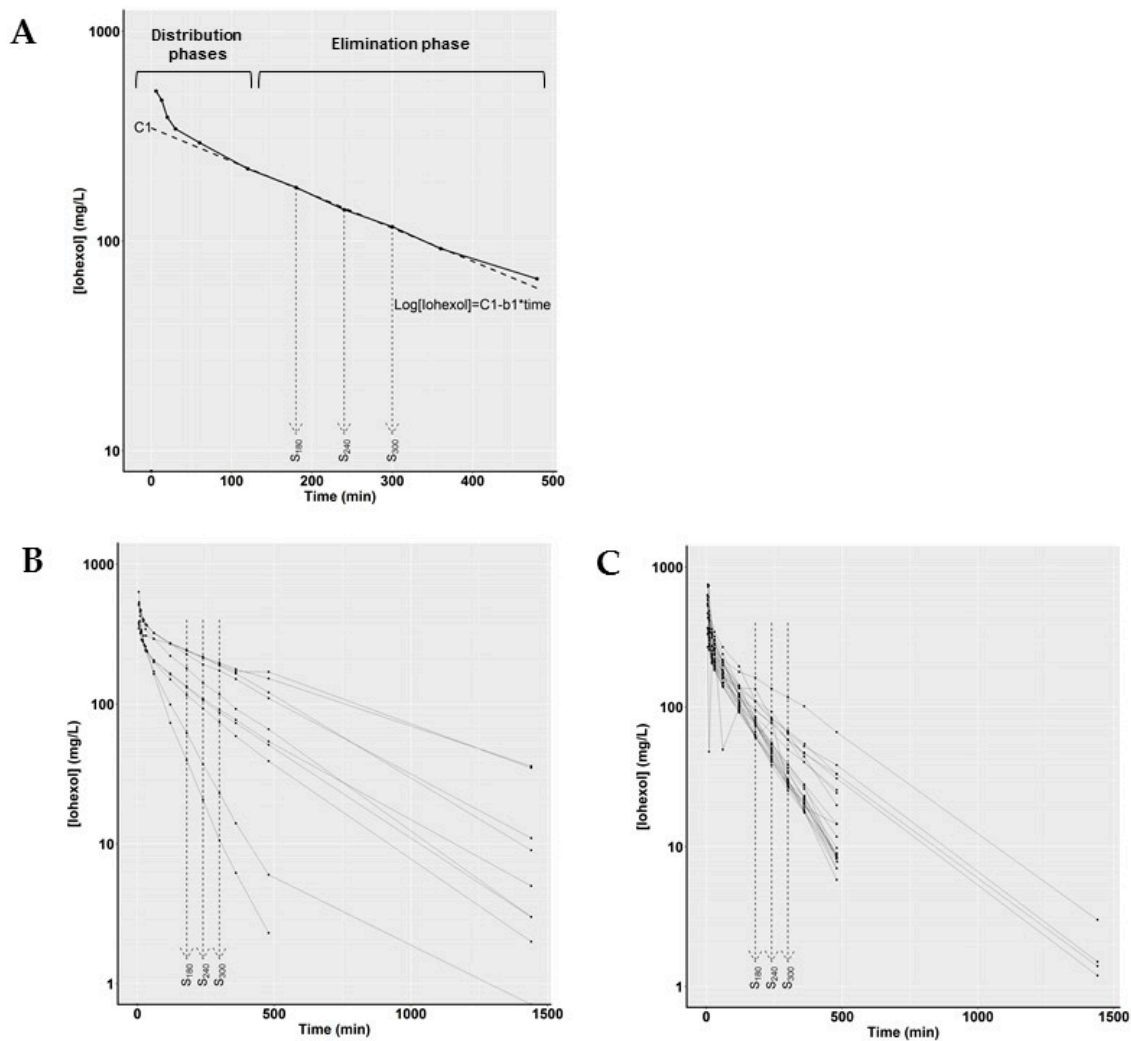 A
1000
Distribution
phases
Elimination phase
C1
[Iohexol] (mg/L)
100
Log[Iohexol]=C1-b1*time
10
S180
S240
S300
0
100
200
300
400
500
Time (min)
B
1000
[Iohexol] (mg/L)
100
10
1
S180
S240
S300
0
500
1000
1500
Time (min)
C
1000
[Iohexol] (mg/L)
100
10
1
S180
S240
S300
0
500
1000
1500
Time (min)